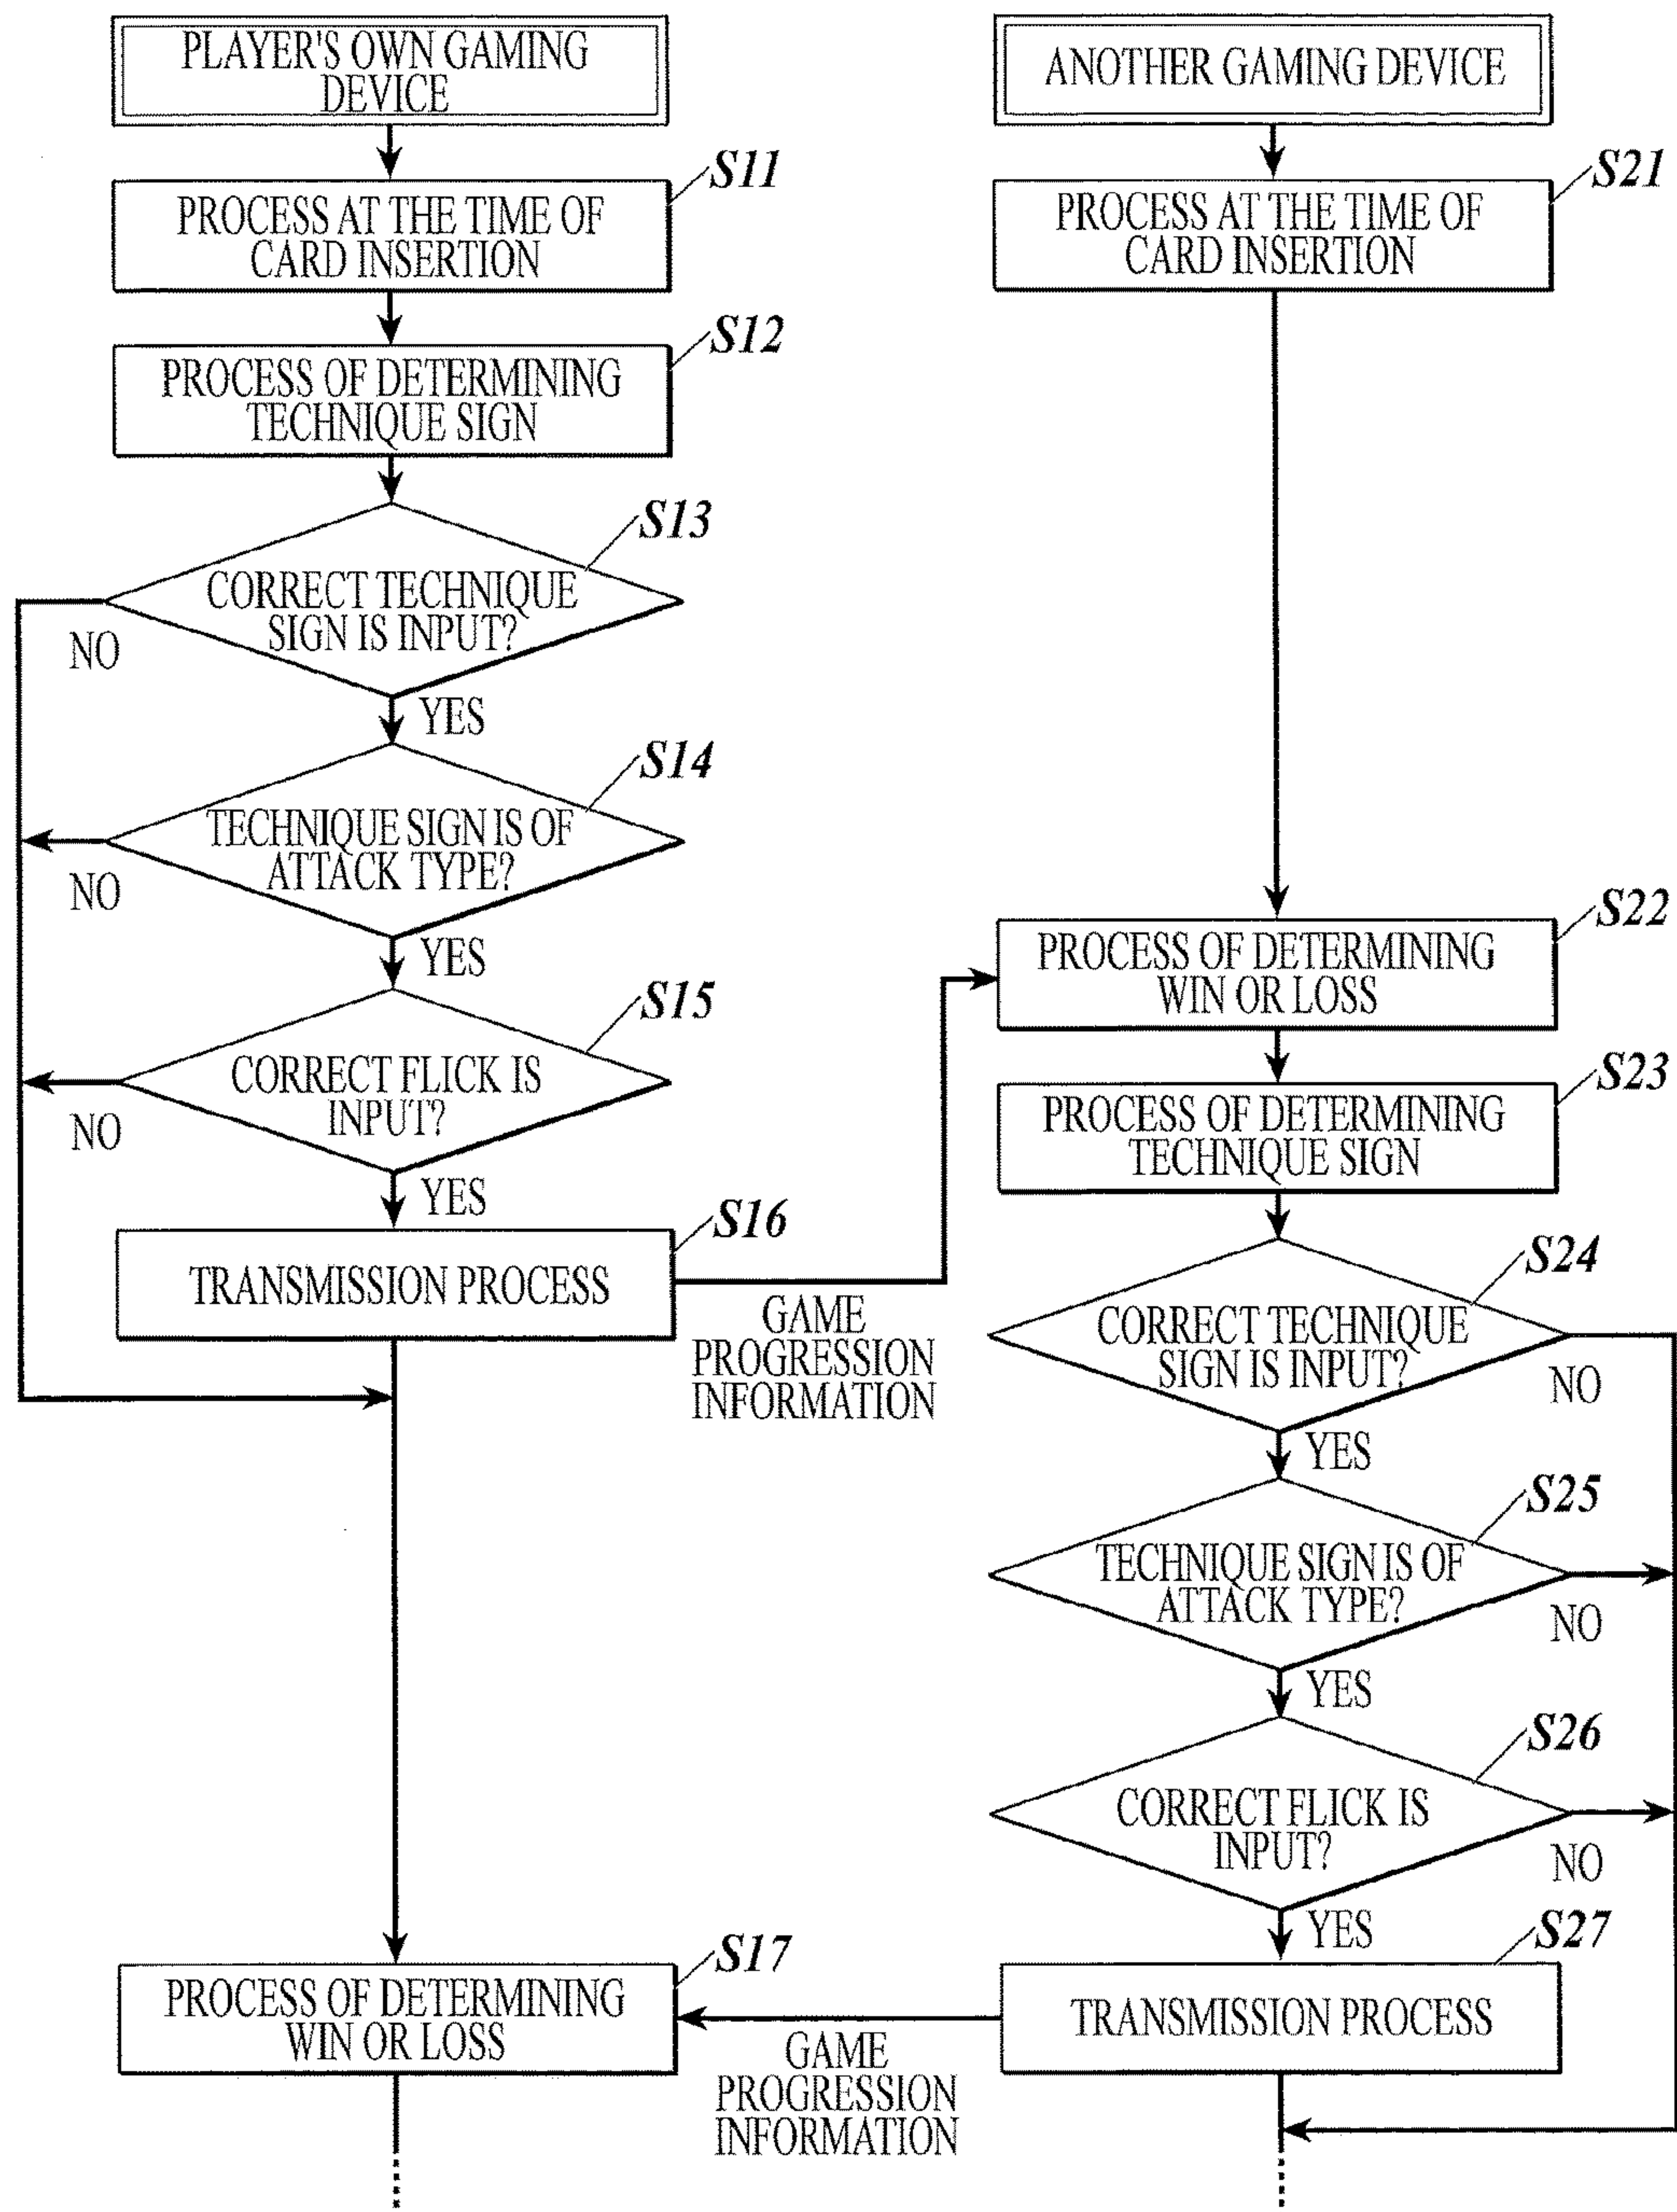 PLAYER'S OWN GAMING
DEVICE
S11
PROCESS AT THE TIME OF
CARD INSERTION
S12
PROCESS OF DETERMINING
TECHNIQUE SIGN
S13
CORRECT TECHNIQUE
SIGN IS INPUT?
NO
YES
S14
TECHNIQUE SIGN IS OF
ATTACK TYPE?
NO
YES
S15
CORRECT FLICK IS
INPUT?
NO
YES
S16
TRANSMISSION PROCESS
GAME
PROGRESSION
INFORMATION
S17
PROCESS OF DETERMINING
WIN OR LOSS
ANOTHER GAMING DEVICE
S21
PROCESS AT THE TIME OF
CARD INSERTION
S22
PROCESS OF DETERMINING
WIN OR LOSS
S23
PROCESS OF DETERMINING
TECHNIQUE SIGN
S24
CORRECT TECHNIQUE
SIGN IS INPUT?
NO
YES
S25
TECHNIQUE SIGN IS OF
ATTACK TYPE?
NO
YES
S26
CORRECT FLICK IS
INPUT?
NO
YES
S27
TRANSMISSION PROCESS
GAME
PROGRESSION
INFORMATION